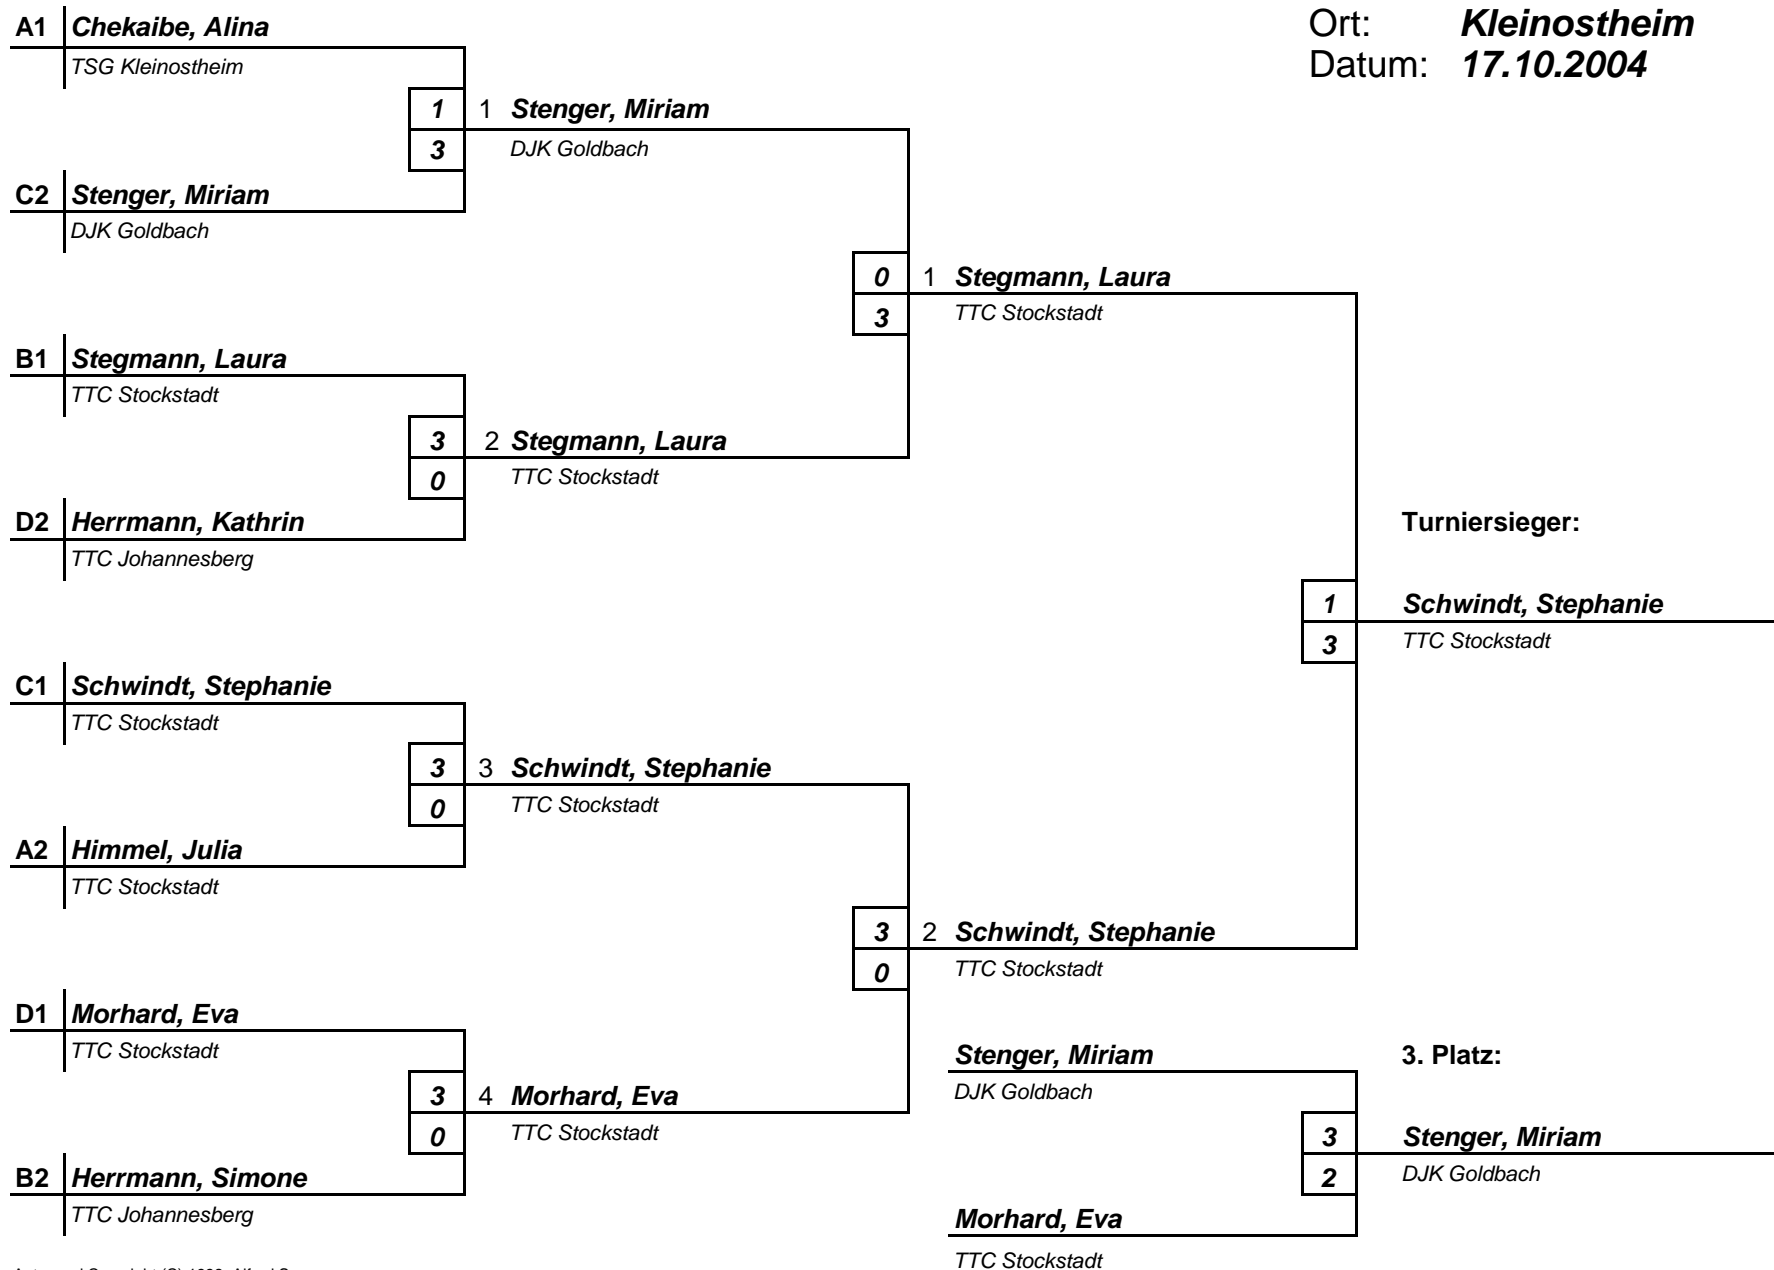 Ort: Kleinostheim
Datum: 17.10.2004
A1 Chekaibe, Alina
TSG Kleinostheim
1 1 Stenger, Miriam
3 DJK Goldbach
C2 Stenger, Miriam
DJK Goldbach
0 1 Stegmann, Laura
3 TTC Stockstadt
B1 Stegmann, Laura
TTC Stockstadt
3 2 Stegmann, Laura
0 TTC Stockstadt
D2 Herrmann, Kathrin
TTC Johannesberg
Turniersieger:
1 Schwindt, Stephanie
3 TTC Stockstadt
C1 Schwindt, Stephanie
TTC Stockstadt
3 3 Schwindt, Stephanie
0 TTC Stockstadt
A2 Himmel, Julia
TTC Stockstadt
3 2 Schwindt, Stephanie
0 TTC Stockstadt
D1 Morhard, Eva
TTC Stockstadt
3 4 Morhard, Eva
0 TTC Stockstadt
B2 Herrmann, Simone
TTC Johannesberg
Stenger, Miriam
DJK Goldbach
3. Platz:
3 Stenger, Miriam
2 DJK Goldbach
Morhard, Eva
TTC Stockstadt